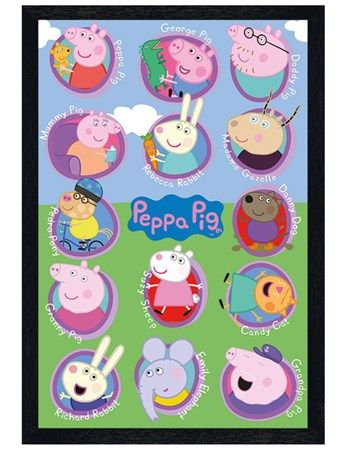 Peppa Pig
George Pig
Daddy Pig
Mummy Pig
Rebecca Rabbit
Madame Gazelle
Pedro Pony
Peppa Pig
Danny Dog
Granny Pig
Suzy Sheep
Candy Cat
Richard Rabbit
Emily Elephant
Grandpa Pig